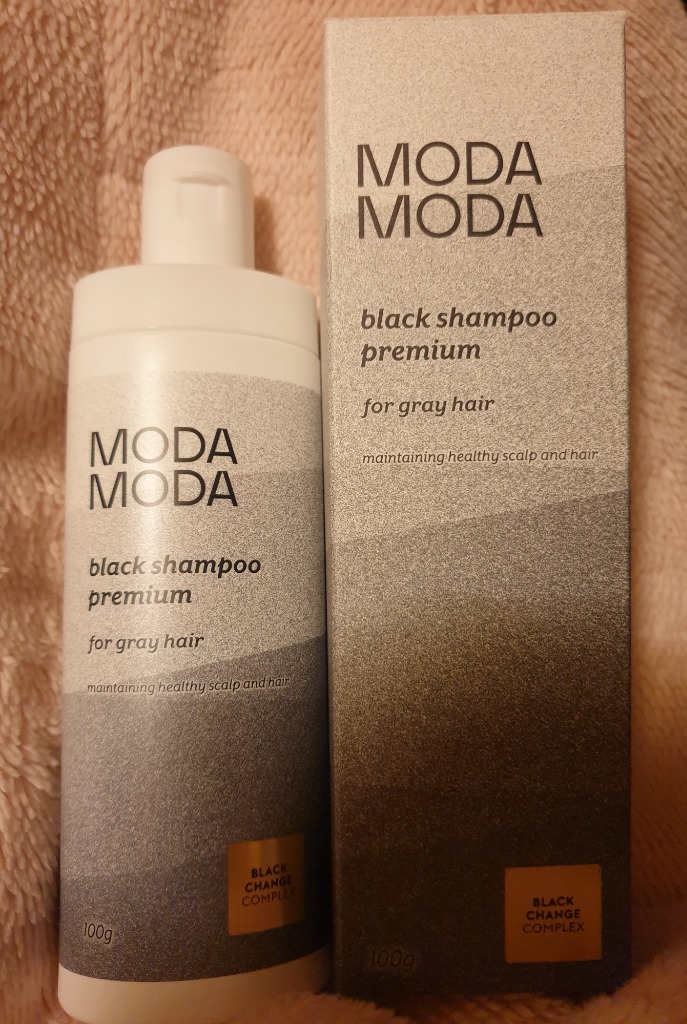 MODA
MODA
black shampoo
premium
for gray hair
maintaining healthy scalp and hair
BLACK
CHANGE
COMPLEX
100g
MODA
MODA
black shampoo
premium
for gray hair
maintaining healthy scalp and hair
BLACK
CHANGE
COMPLEX
100g